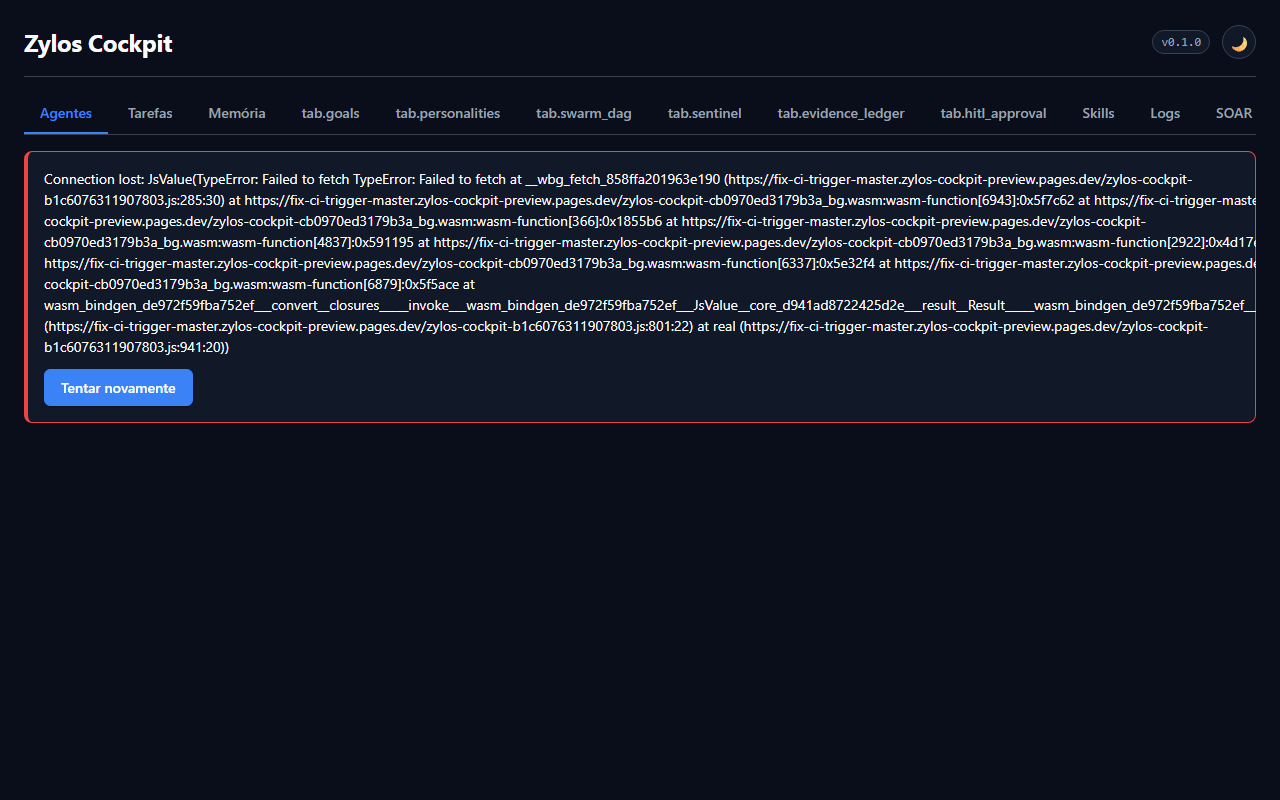 Zylos Cockpit
v0.1.0
Agentes Tarefas Memória tab.goals tab.personalities tab.swarm_dag tab.sentinel tab.evidence_ledger tab.hitl_approval Skills Logs SOAR
Connection lost: JsValue(TypeError: Failed to fetch TypeError: Failed to fetch at __wbg_fetch_858ffa201963e190 (https://fix-ci-trigger-master.zylos-cockpit-preview.pages.dev/zylos-cockpit-
b1c6076311907803.js:285:30) at https://fix-ci-trigger-master.zylos-cockpit-preview.pages.dev/zylos-cockpit-cb0970ed3179b3a_bg.wasm:wasm-function[6943]:0x5f7c62 at https://fix-ci-trigger-maste
cockpit-preview.pages.dev/zylos-cockpit-cb0970ed3179b3a_bg.wasm:wasm-function[366]:0x1855b6 at https://fix-ci-trigger-master.zylos-cockpit-preview.pages.dev/zylos-cockpit-
cb0970ed3179b3a_bg.wasm:wasm-function[4837]:0x591195 at https://fix-ci-trigger-master.zylos-cockpit-preview.pages.dev/zylos-cockpit-cb0970ed3179b3a_bg.wasm:wasm-function[2922]:0x4d17e
https://fix-ci-trigger-master.zylos-cockpit-preview.pages.dev/zylos-cockpit-cb0970ed3179b3a_bg.wasm:wasm-function[6337]:0x5e32f4 at https://fix-ci-trigger-master.zylos-cockpit-preview.pages.de
cockpit-cb0970ed3179b3a_bg.wasm:wasm-function[6879]:0x5f5ace at
wasm_bindgen_de972f59fba752ef___convert__closures_____invoke___wasm_bindgen_de972f59fba752ef___JsValue__core_d941ad8722425d2e___result__Result_____wasm_bindgen_de972f59fba752ef__
(https://fix-ci-trigger-master.zylos-cockpit-preview.pages.dev/zylos-cockpit-b1c6076311907803.js:801:22) at real (https://fix-ci-trigger-master.zylos-cockpit-preview.pages.dev/zylos-cockpit-
b1c6076311907803.js:941:20))
Tentar novamente